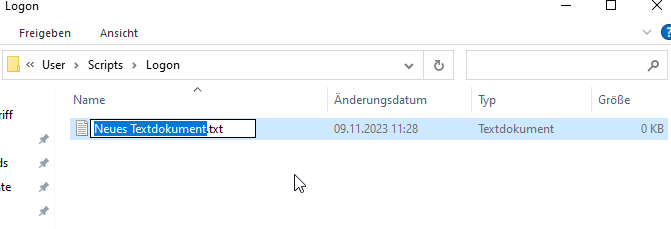 Logon
Freigeben Ansicht
« User Scripts Logon
Name Änderungsdatum Typ Größe
riff
Neues Textdokument.txt 09.11.2023 11:28 Textdokument 0 KB
ds
te